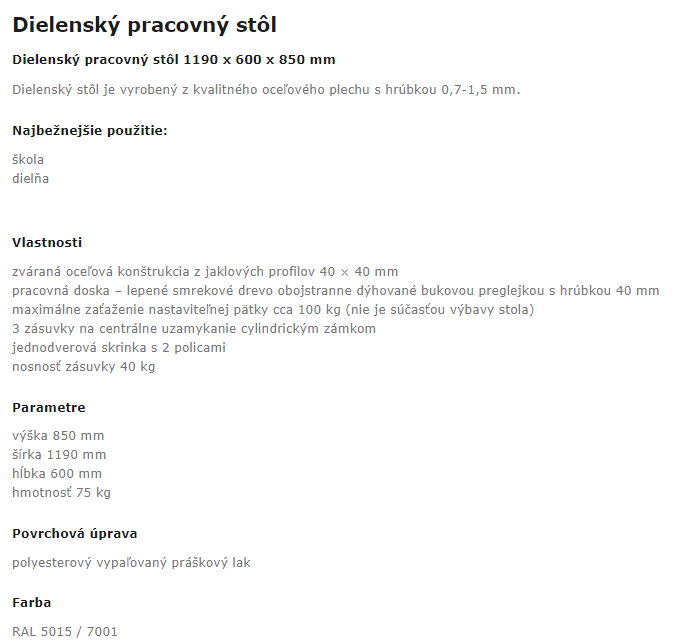 Dielenský pracovný stôl
Dielenský pracovný stôl 1190 x 600 x 850 mm
Dielenský stôl je vyrobený z kvalitného oceľového plechu s hrúbkou 0,7-1,5 mm.
Najbežnejšie použitie:
škola
dielňa
Vlastnosti
zváraná oceľová konštrukcia z jaklových profilov 40 × 40 mm
pracovná doska – lepené smrekové drevo obojstranne dýhované bukovou preglejkou s hrúbkou 40 mm
maximálne zaťaženie nastaviteľnej pätky cca 100 kg (nie je súčasťou výbavy stola)
3 zásuvky na centrálne uzamykanie cylindrickým zámkom
jednodverová skrinka s 2 policami
nosnosť zásuvky 40 kg
Parametre
výška 850 mm
šírka 1190 mm
hĺbka 600 mm
hmotnosť 75 kg
Povrchová úprava
polyesterový vypaľovaný práškový lak
Farba
RAL 5015 / 7001